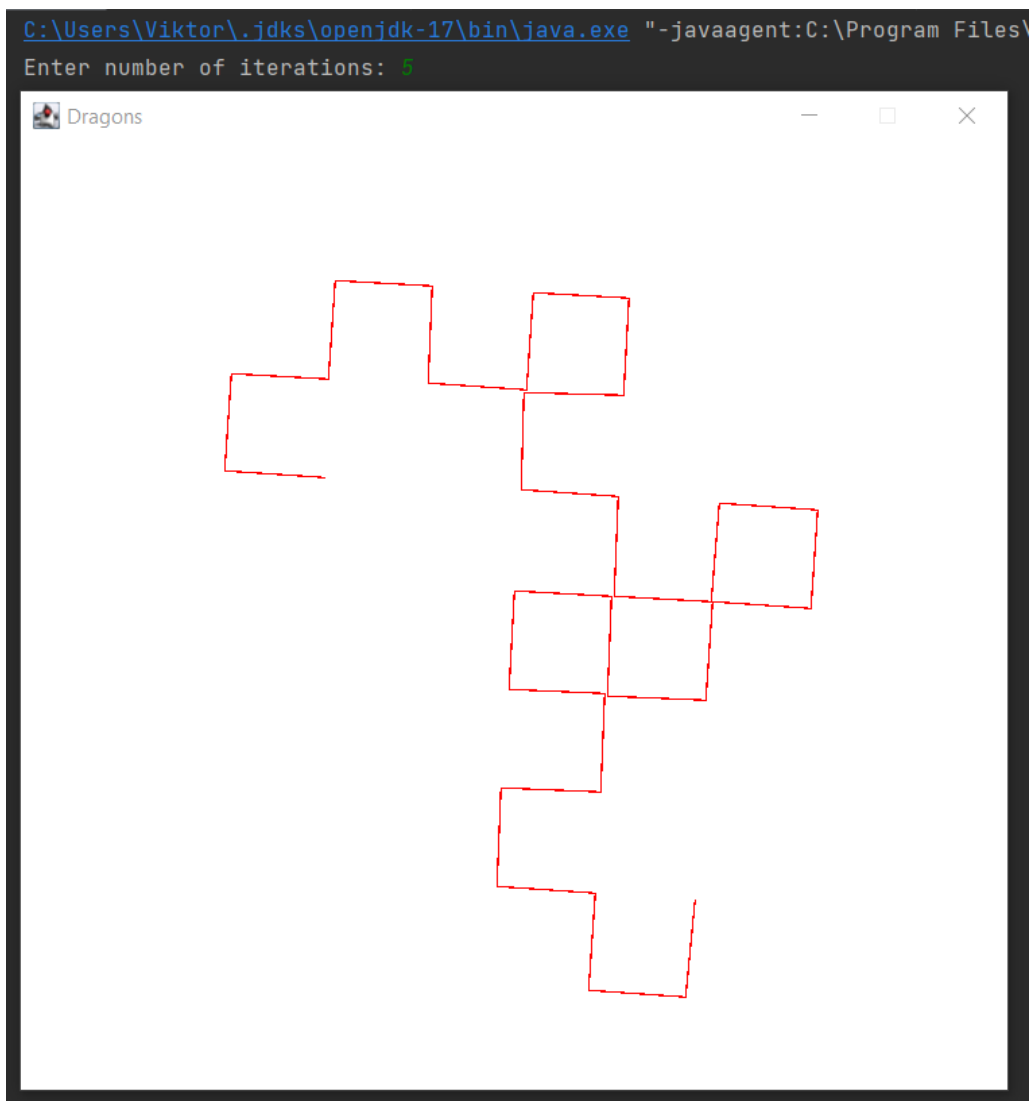 C:\Users\Viktor\.jdks\openjdk-17\bin\java.exe "-javaagent:C:\Program Files\
Enter number of iterations: 5
Dragons